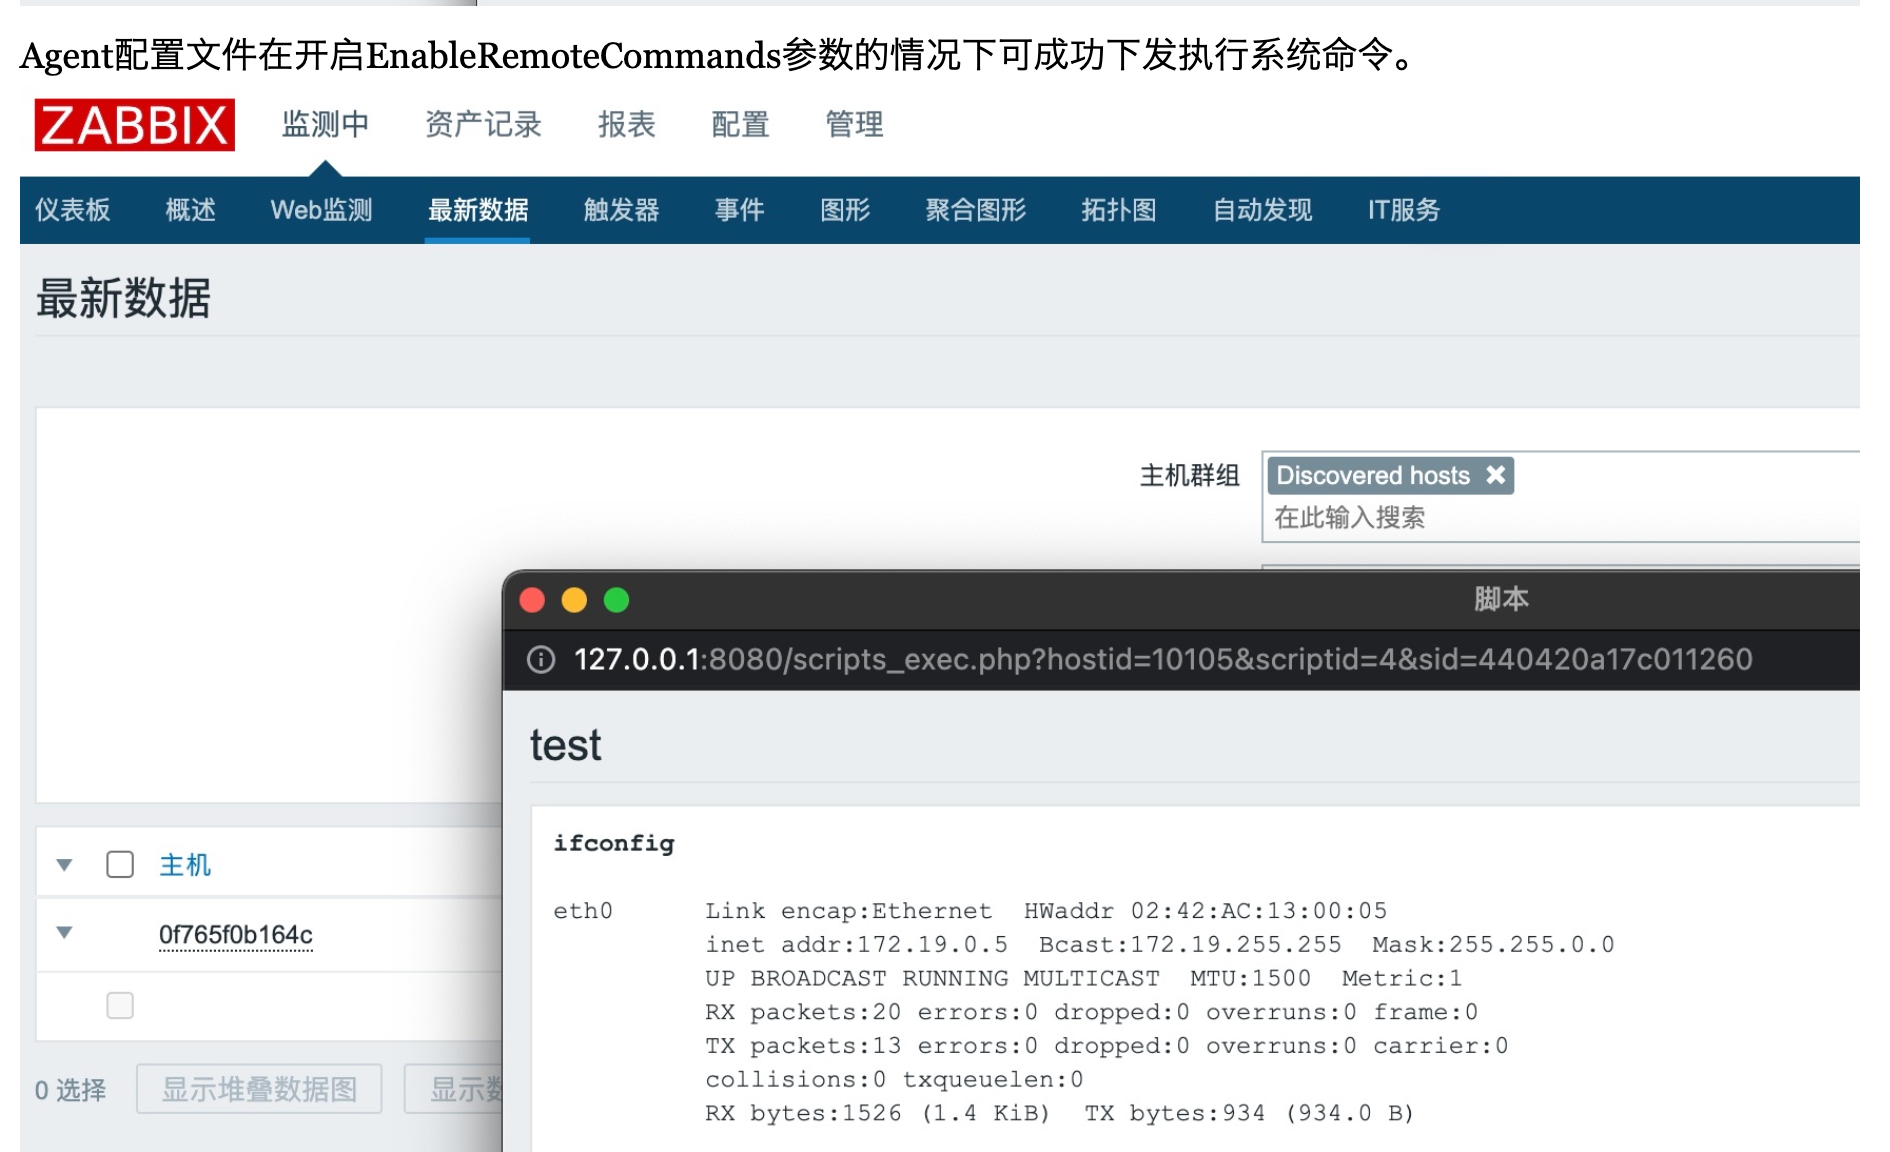 Agent配置文件在开启EnableRemoteCommands参数的情况下可成功下发执行系统命令。
ZABBIX 监测中 资产记录 报表 配置 管理
仪表板 概述 Web监测 最新数据 触发器 事件 图形 聚合图形 拓扑图 自动发现 IT服务
最新数据
主机群组 Discovered hosts ✖
在此输入搜索
脚本
127.0.0.1:8080/scripts_exec.php?hostid=10105&scriptid=4&sid=440420a17c011260
test
ifconfig
▼ 主机
eth0 Link encap:Ethernet HWaddr 02:42:AC:13:00:05
▼ 0f765f0b164c
inet addr:172.19.0.5 Bcast:172.19.255.255 Mask:255.255.0.0
UP BROADCAST RUNNING MULTICAST MTU:1500 Metric:1
RX packets:20 errors:0 dropped:0 overruns:0 frame:0
TX packets:13 errors:0 dropped:0 overruns:0 carrier:0
collisions:0 txqueuelen:0
RX bytes:1526 (1.4 KiB) TX bytes:934 (934.0 B)
0 选择 显示堆叠数据图 显示数